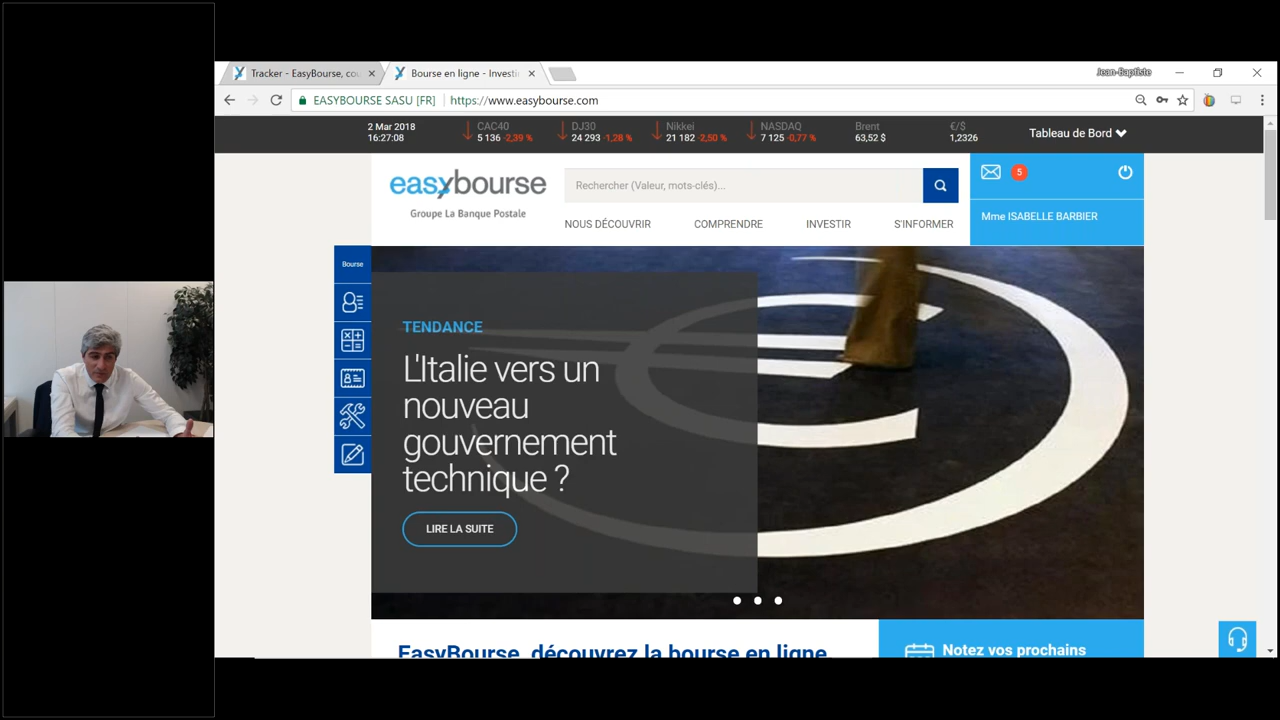 Tracker - EasyBourse, cou
Bourse en ligne - Investi
Jean-Baptiste
EASYBOURSE SASU [FR]
https://www.easybourse.com
2 Mar 2018
16:27:08
CAC40
5 136 -2,39 %
DJ30
24 293 -1,28 %
Nikkei
21 182 -2,50 %
NASDAQ
7 125 -0,77 %
Brent
63,52 $
€/$
1,2326
Tableau de Bord
easybourse
Groupe La Banque Postale
Rechercher (Valeur, mots-clés)...
5
NOUS DÉCOUVRIR
COMPRENDRE
INVESTIR
S'INFORMER
Mme ISABELLE BARBIER
Bourse
TENDANCE
L'Italie vers un
nouveau
gouvernement
technique ?
LIRE LA SUITE
EasyBourse, découvrez la bourse en ligne
Notez vos prochains